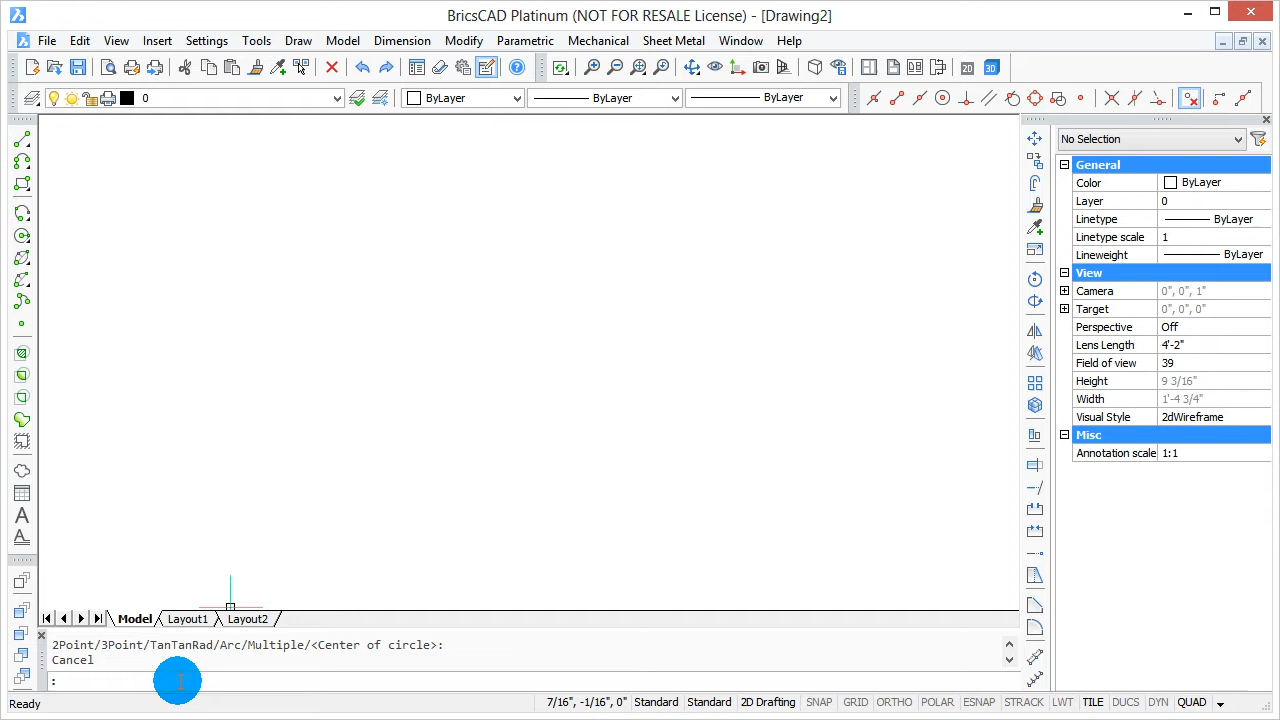 BricsCAD Platinum (NOT FOR RESALE License) - [Drawing2]
File Edit View Insert Settings Tools Draw Model Dimension Modify Parametric Mechanical Sheet Metal Window Help
2D 3D
0 ByLayer ByLayer ByLayer
No Selection
General
Color ByLayer
Layer 0
Linetype ByLayer
Linetype scale 1
Lineweight ByLayer
View
Camera 0", 0", 1"
Target 0", 0", 0"
Perspective Off
Lens Length 4'-2"
Field of view 39
Height 9 3/16"
Width 1'-4 3/4"
Visual Style 2dWireframe
Misc
Annotation scale 1:1
Model Layout1 Layout2
2Point/3Point/TanTanRad/Arc/Multiple/<Center of circle>:
Cancel
:
Ready 7/16", -1/16", 0" Standard Standard 2D Drafting SNAP GRID ORTHO POLAR ESNAP STRACK LWT TILE DUCS DYN QUAD